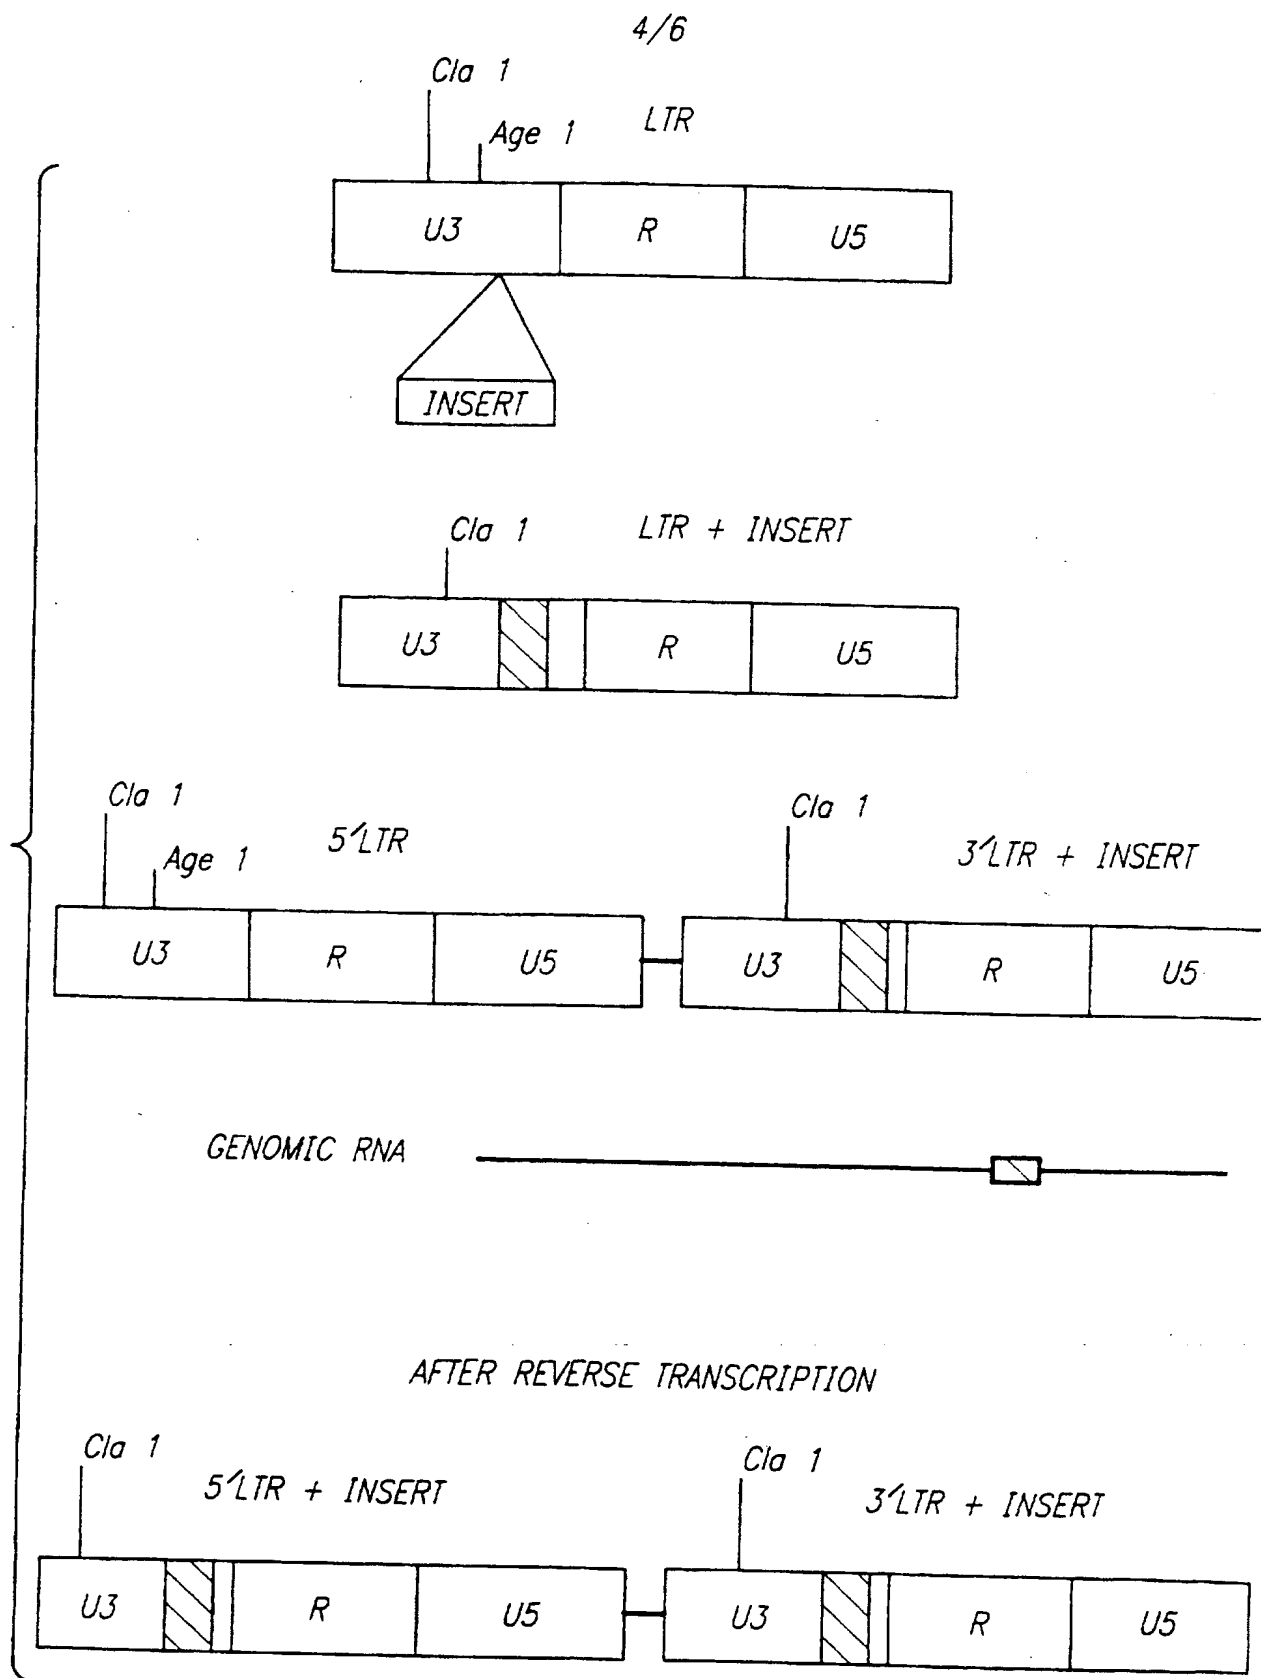 4/6
Cla 1
Age 1
LTR
U3 R U5
INSERT
Cla 1
LTR + INSERT
U3 R U5
Cla 1
Age 1
5'LTR
Cla 1
3'LTR + INSERT
U3 R U5 U3 R U5
GENOMIC RNA
AFTER REVERSE TRANSCRIPTION
Cla 1
5'LTR + INSERT
Cla 1
3'LTR + INSERT
U3 R U5 U3 R U5